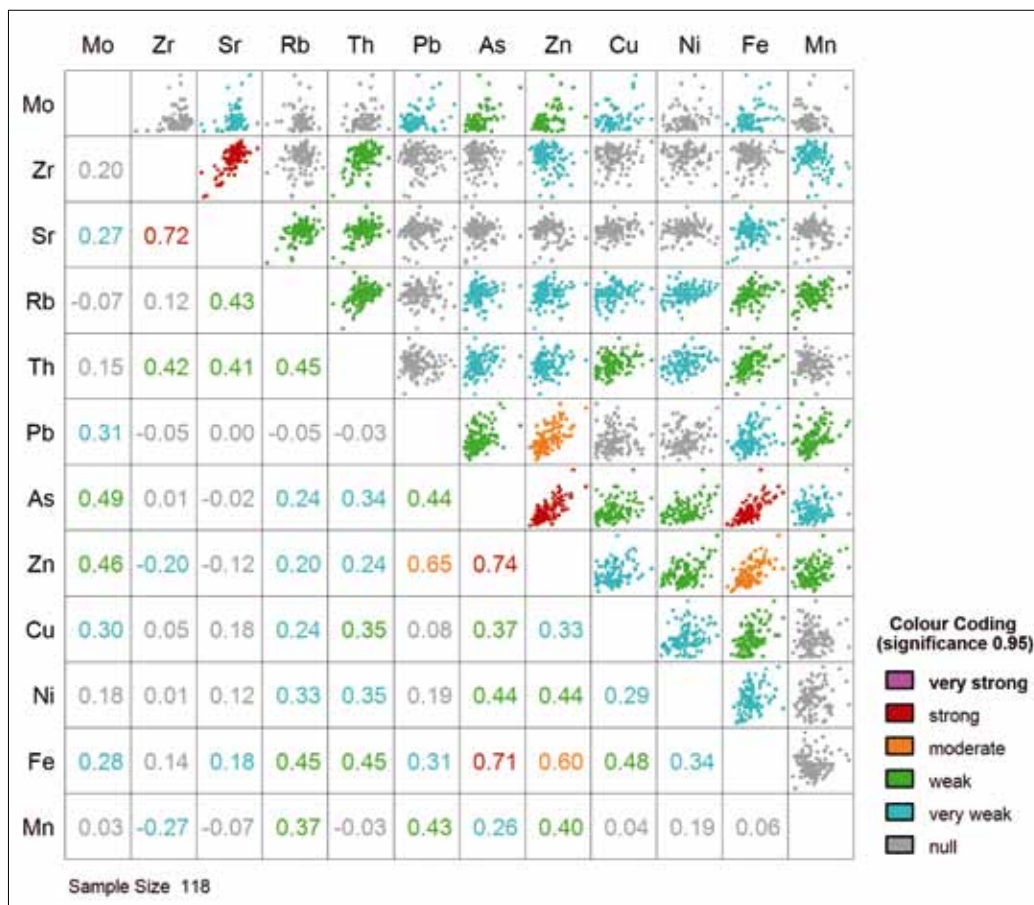 Mo Zr Sr Rb Th Pb As Zn Cu Ni Fe Mn
Mo
Zr 0.20
Sr 0.27 0.72
Rb -0.07 0.12 0.43
Th 0.15 0.42 0.41 0.45
Pb 0.31 -0.05 0.00 -0.05 -0.03
As 0.49 0.01 -0.02 0.24 0.34 0.44
Zn 0.46 -0.20 -0.12 0.20 0.24 0.65 0.74
Cu 0.30 0.05 0.18 0.24 0.35 0.08 0.37 0.33
Ni 0.18 0.01 0.12 0.33 0.35 0.19 0.44 0.44 0.29
Fe 0.28 0.14 0.18 0.45 0.45 0.31 0.71 0.60 0.48 0.34
Mn 0.03 -0.27 -0.07 0.37 -0.03 0.43 0.26 0.40 0.04 0.19 0.06
Sample Size 118
Colour Coding
(significance 0.95)
very strong
strong
moderate
weak
very weak
null